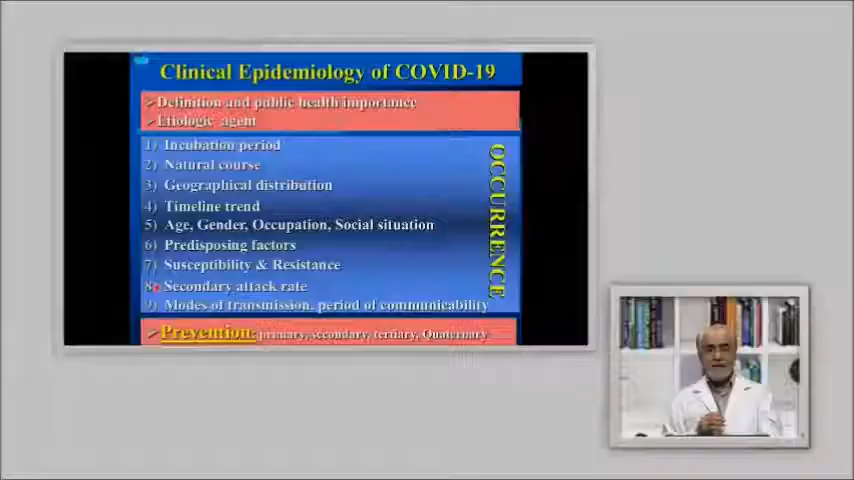 Clinical Epidemiology of COVID-19
➢Definition and public health importance
➢Etiologic agent
1) Incubation period
2) Natural course
3) Geographical distribution
4) Timeline trend
5) Age, Gender, Occupation, Social situation
6) Predisposing factors
7) Susceptibility & Resistance
8) Secondary attack rate
9) Modes of transmission, period of communicability
OCCURRENCE
➢Prevention: primary, secondary, tertiary, Quaternary